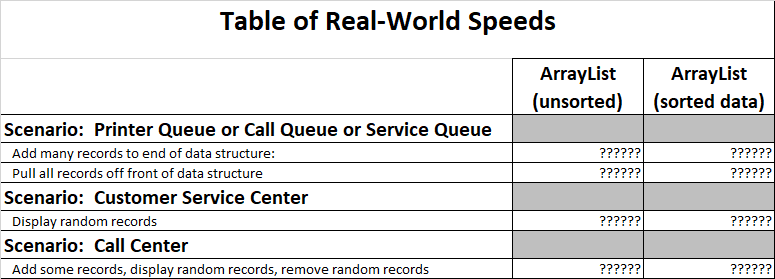 Table of Real-World Speeds
ArrayList (unsorted) ArrayList (sorted data)
Scenario: Printer Queue or Call Queue or Service Queue
Add many records to end of data structure: ?????? ??????
Pull all records off front of data structure ?????? ??????
Scenario: Customer Service Center
Display random records ?????? ??????
Scenario: Call Center
Add some records, display random records, remove random records ?????? ??????